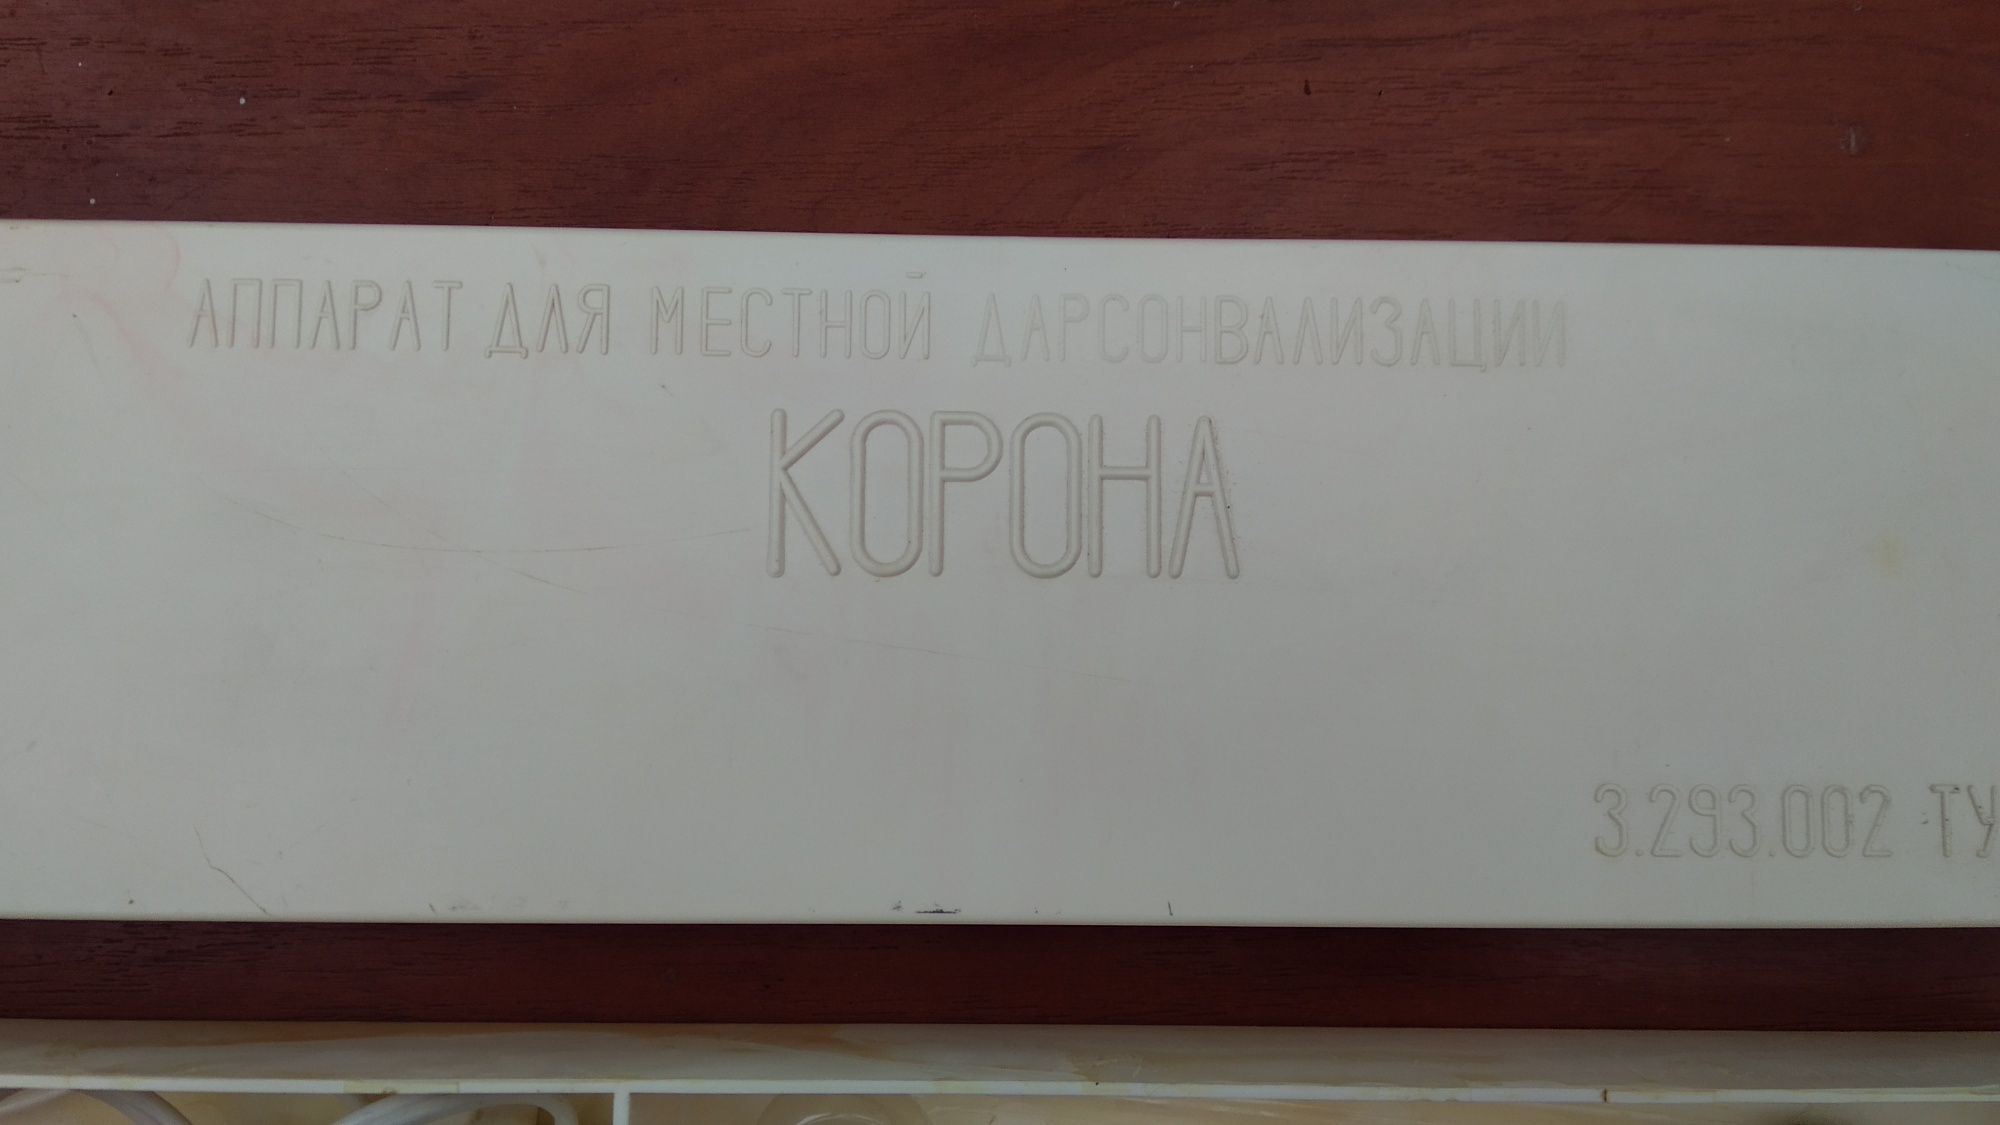 АППАРАТ ДЛЯ МЕСТНОЙ ДАРСОНВАЛИЗАЦИИ
КОРОНА
3.293.002 ТУ